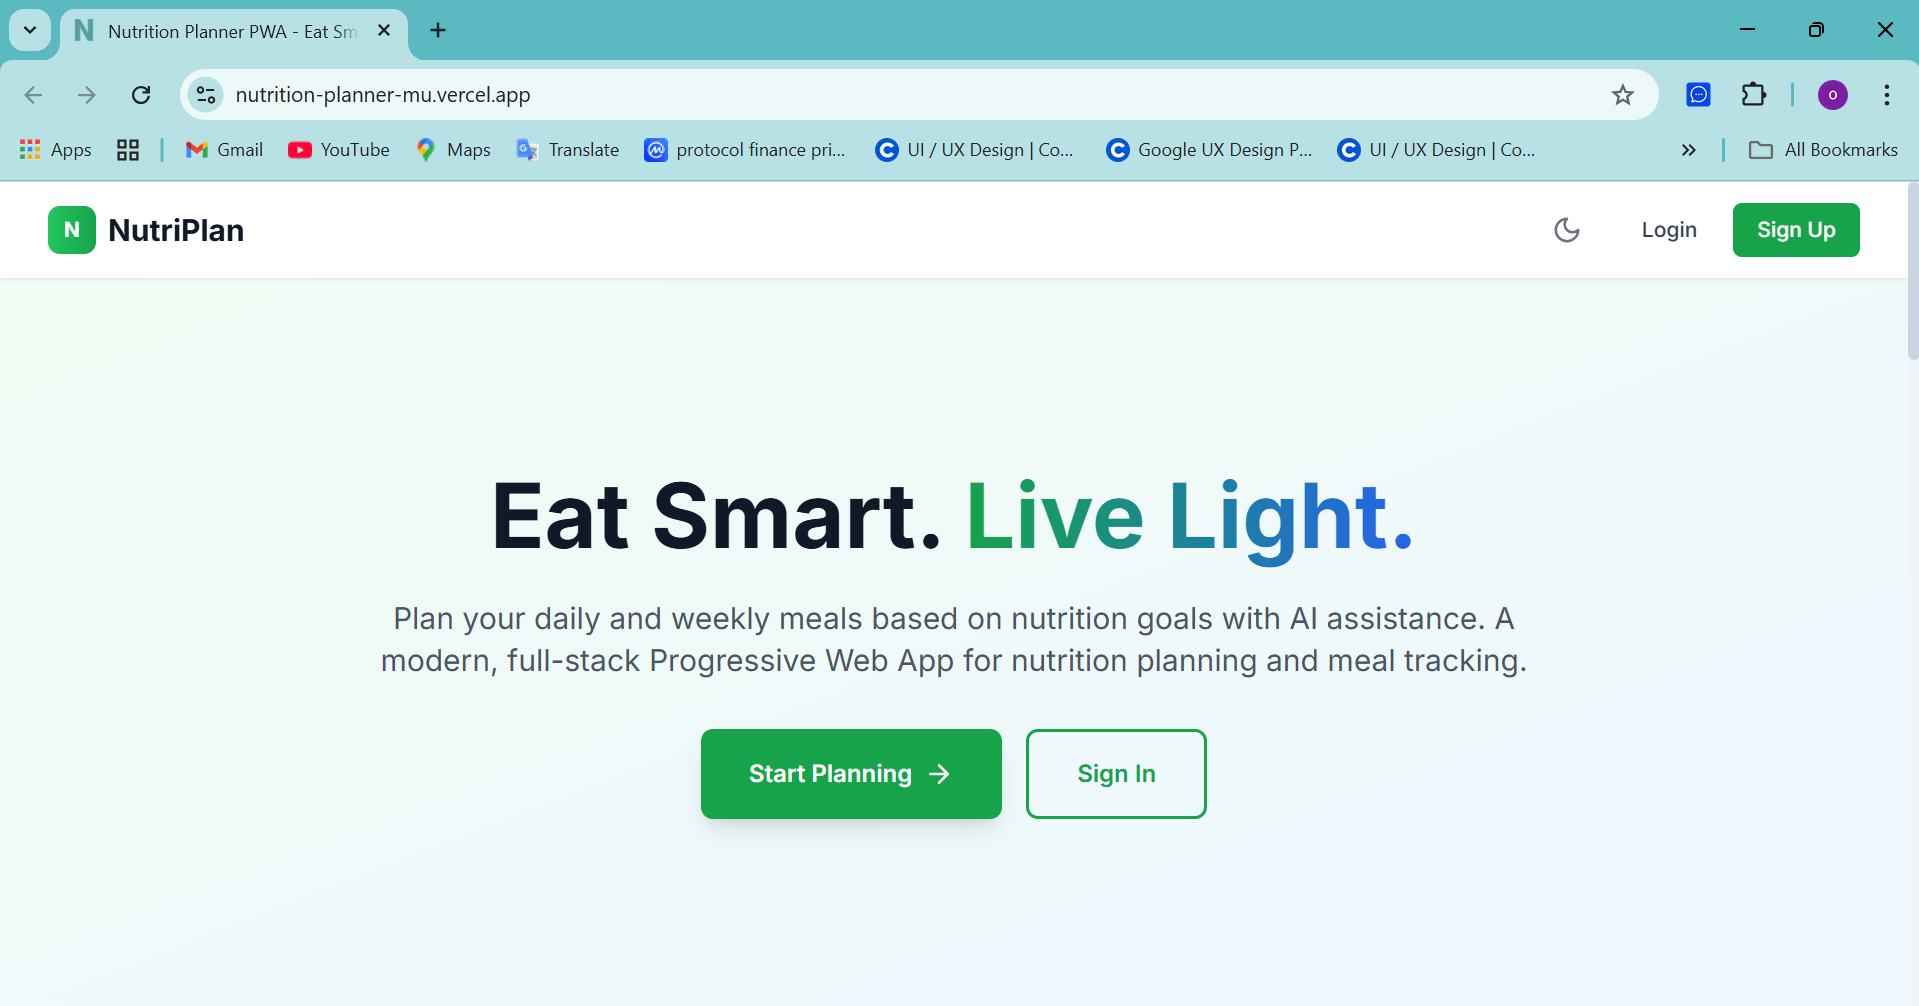 Nutrition Planner PWA - Eat Sm
nutrition-planner-mu.vercel.app
O
Apps
Gmail
YouTube
Maps
Translate
protocol finance pri...
UI / UX Design | Co...
Google UX Design P...
UI / UX Design | Co...
All Bookmarks
N
NutriPlan
Login
Sign Up
Eat Smart. Live Light.
Plan your daily and weekly meals based on nutrition goals with AI assistance. A
modern, full-stack Progressive Web App for nutrition planning and meal tracking.
Start Planning
Sign In